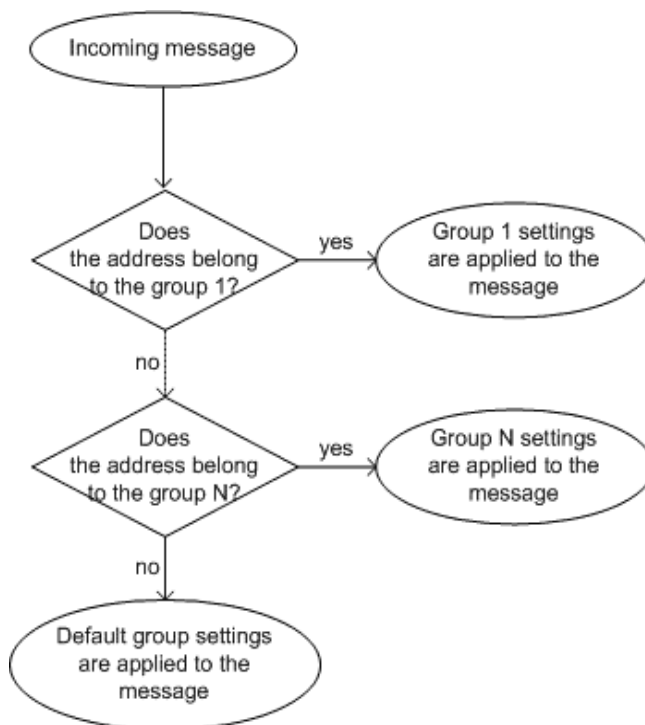 Incoming message
Does
the address belong
to the group 1?
yes
Group 1 settings
are applied to the
message
no
Does
the address belong
to the group N?
yes
Group N settings
are applied to the
message
no
Default group settings
are applied to the
message